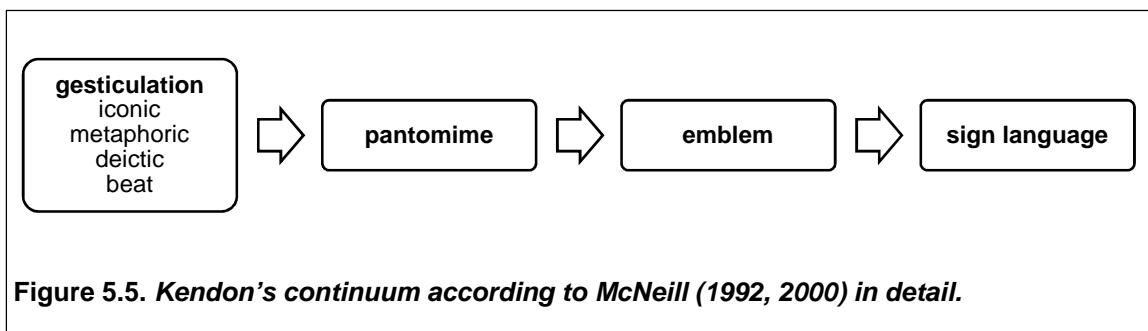 gesticulation
iconic
metaphoric
deictic
beat
pantomime
emblem
sign language
Figure 5.5. Kendon’s continuum according to McNeill (1992, 2000) in detail.